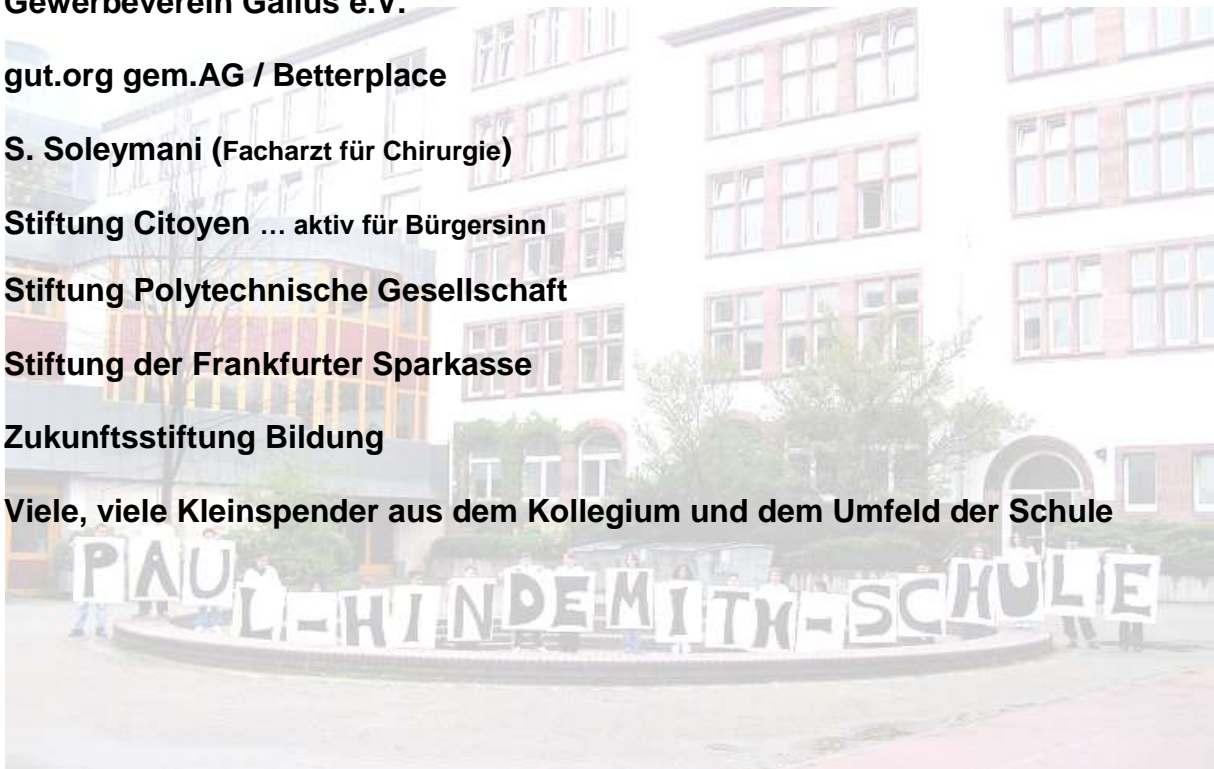 Gewerbeverein Gallus e.V.
gut.org gem.AG / Betterplace
S. Soleymani (Facharzt für Chirurgie)
Stiftung Citoyen … aktiv für Bürgersinn
Stiftung Polytechnische Gesellschaft
Stiftung der Frankfurter Sparkasse
Zukunftsstiftung Bildung
Viele, viele Kleinspender aus dem Kollegium und dem Umfeld der Schule
PAUL-HINDEMITH-SCHULE